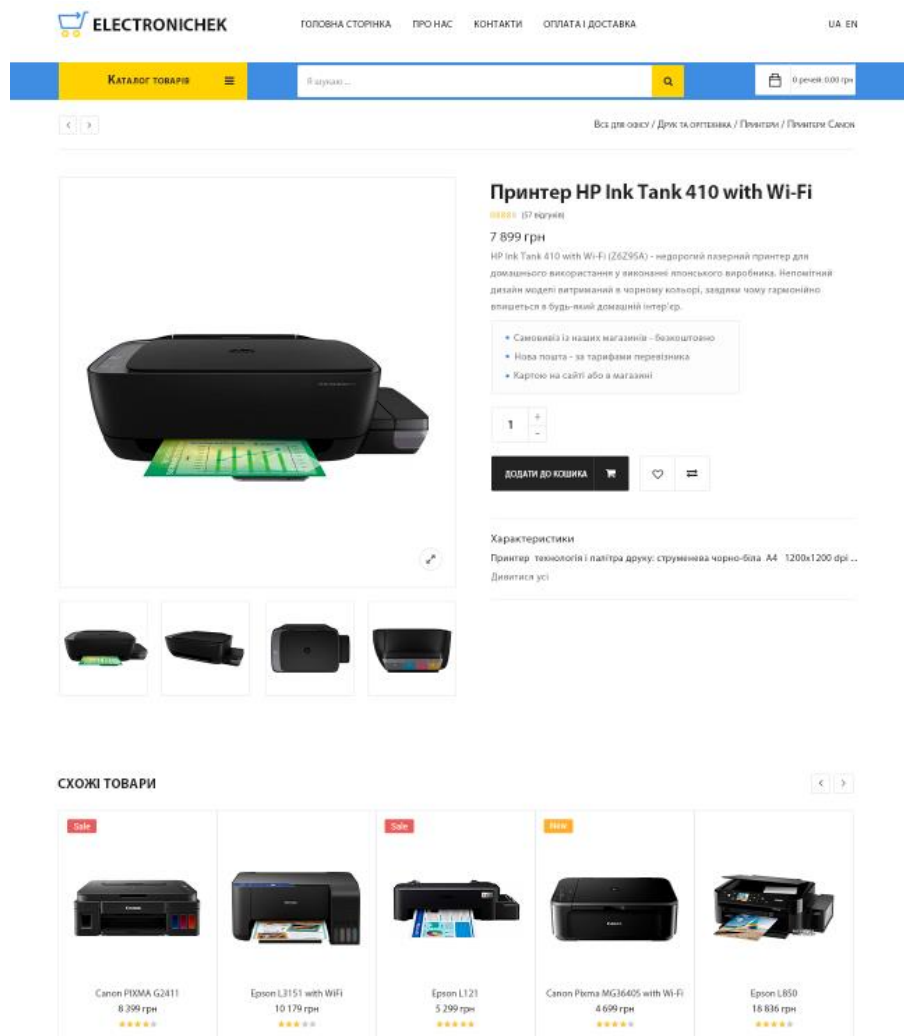 ELECTRONICHEK
ГОЛОВНА СТОРІНКА ПРО НАС КОНТАКТИ ОПЛАТА І ДОСТАВКА UA EN
Каталог товарів
Я шукаю ...
0 речей: 0.00 грн
Все для офісу / Друк та оргтехніка / Принтери / Принтери Canon
Принтер HP Ink Tank 410 with Wi-Fi
(57 відгуків)
7 899 грн
HP Ink Tank 410 with Wi-Fi (Z6Z95A) - недорогий лазерний принтер для
домашнього використання у виконанні японського виробника. Непомітний
дизайн моделі витриманий в чорному кольорі, завдяки чому гармонійно
впишеться в будь-який домашній інтер'єр.
Самовивіз із наших магазинів - безкоштовно
Нова пошта - за тарифами перевізника
Картою на сайті або в магазині
1
+
-
ДОДАТИ ДО КОШИКА
Характеристики
Принтер технологія і палітра друку: струменева чорно-біла A4 1200x1200 dpi ...
Дивитися усі
СХОЖІ ТОВАРИ
Sale Sale New
Canon PIXMA G2411 Epson L3151 with WiFi Epson L121 Canon Pixma MG36405 with Wi-Fi Epson L850
8 399 грн 10 179 грн 5 299 грн 4 699 грн 18 836 грн